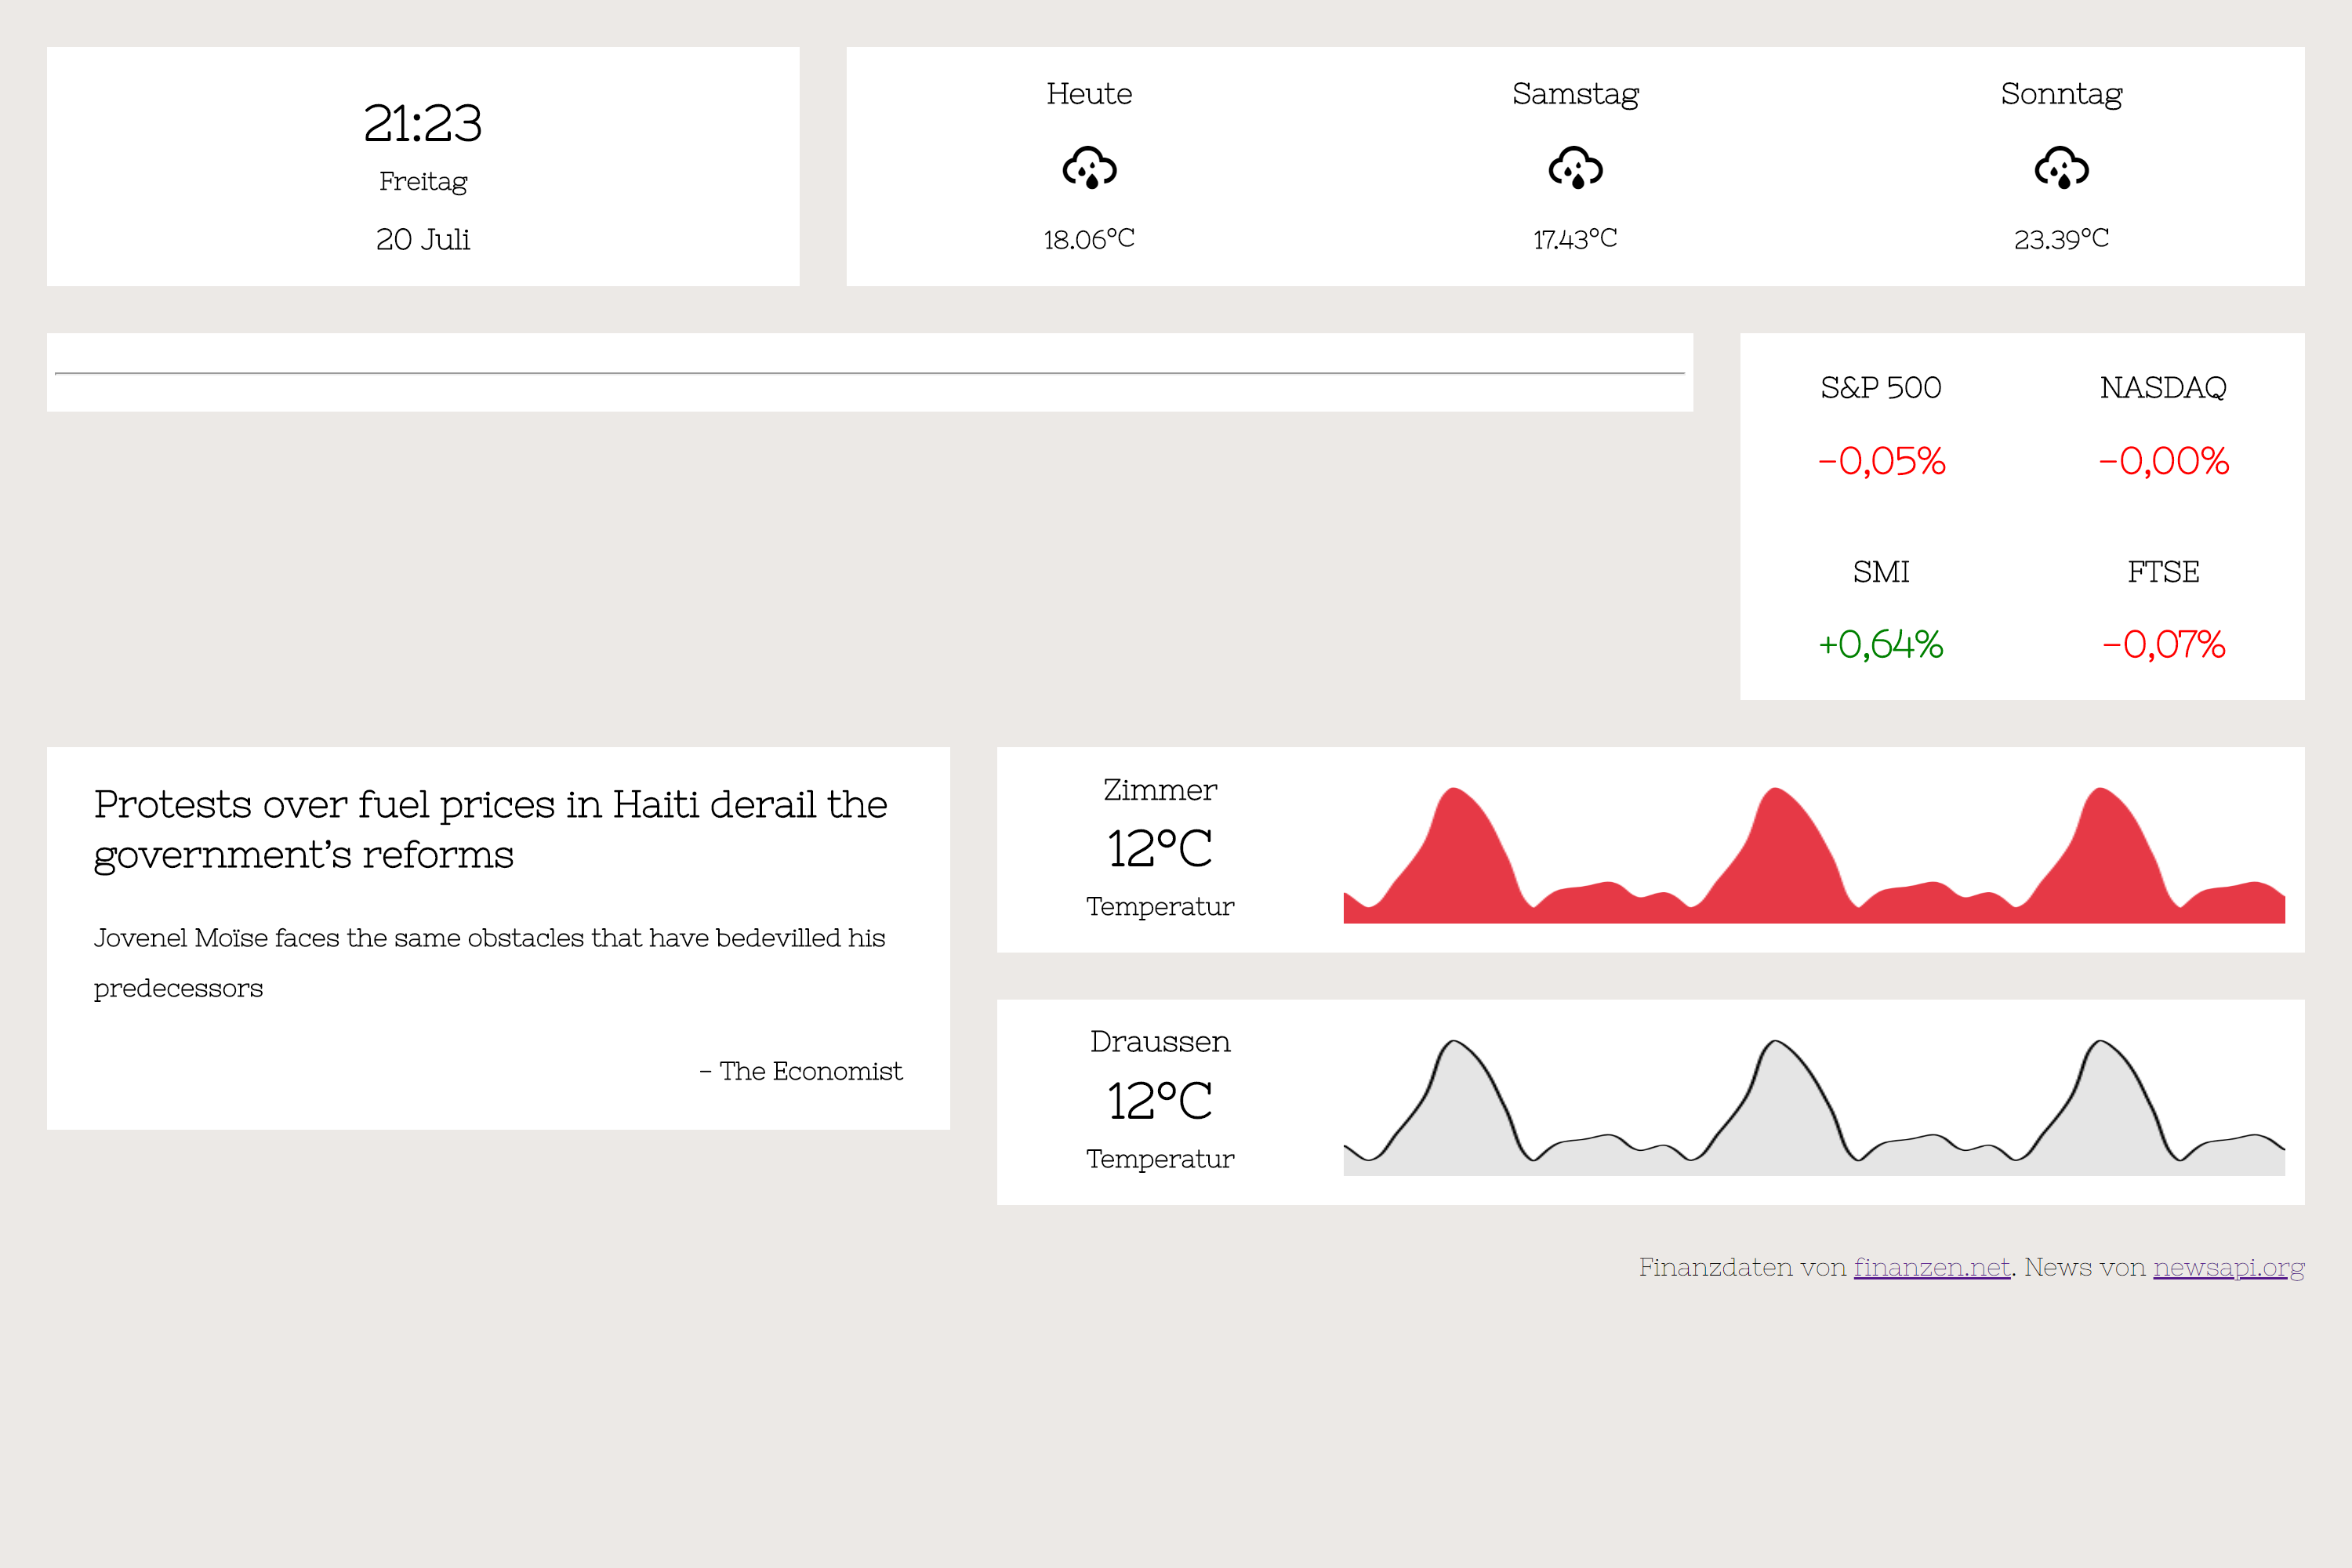 21:23
Freitag
20 Juli
Heute
Samstag
Sonntag
18.06°C
17.43°C
23.39°C
S&P 500
NASDAQ
-0,05%
-0,00%
SMI
FTSE
+0,64%
-0,07%
Protests over fuel prices in Haiti derail the
government’s reforms
Jovenel Moïse faces the same obstacles that have bedevilled his
predecessors
- The Economist
Zimmer
12°C
Temperatur
Draussen
12°C
Temperatur
Finanzdaten von finanzen.net. News von newsapi.org